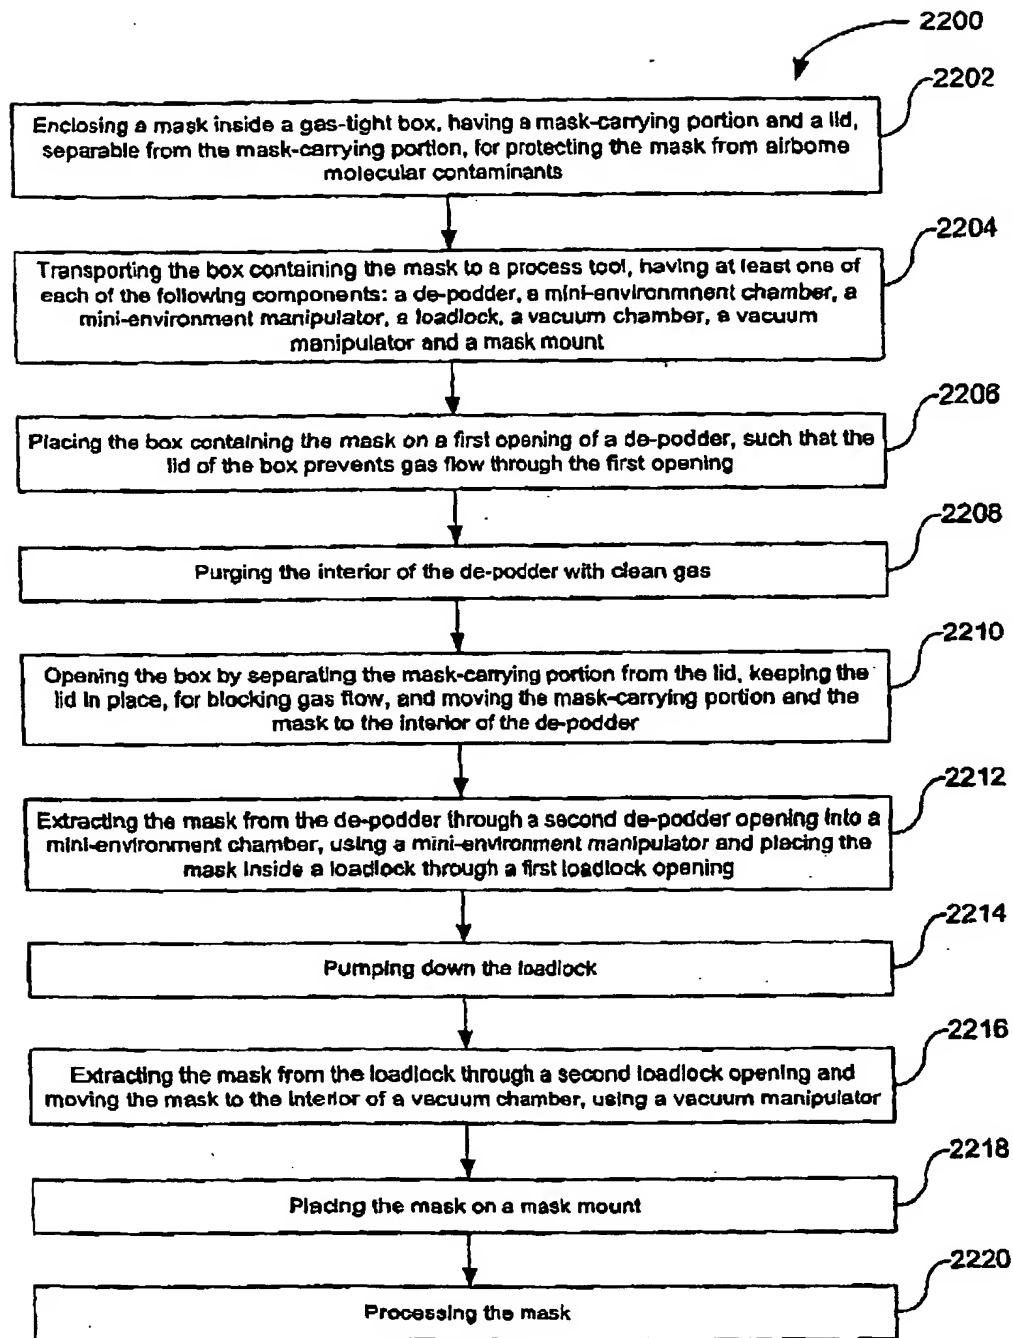 2200
2202
Enclosing a mask inside a gas-tight box, having a mask-carrying portion and a lid,
separable from the mask-carrying portion, for protecting the mask from airborne
molecular contaminants
2204
Transporting the box containing the mask to a process tool, having at least one of
each of the following components: a de-podder, a mini-environmnent chamber, a
mini-environment manipulator, a loadlock, a vacuum chamber, a vacuum
manipulator and a mask mount
2206
Placing the box containing the mask on a first opening of a de-podder, such that the
lid of the box prevents gas flow through the first opening
2208
Purging the interior of the de-podder with clean gas
2210
Opening the box by separating the mask-carrying portion from the lid, keeping the
lid in place, for blocking gas flow, and moving the mask-carrying portion and the
mask to the interior of the de-podder
2212
Extracting the mask from the de-podder through a second de-podder opening into a
mini-environment chamber, using a mini-environment manipulator and placing the
mask inside a loadlock through a first loadlock opening
2214
Pumping down the loadlock
2216
Extracting the mask from the loadlock through a second loadlock opening and
moving the mask to the interior of a vacuum chamber, using a vacuum manipulator
2218
Placing the mask on a mask mount
2220
Processing the mask